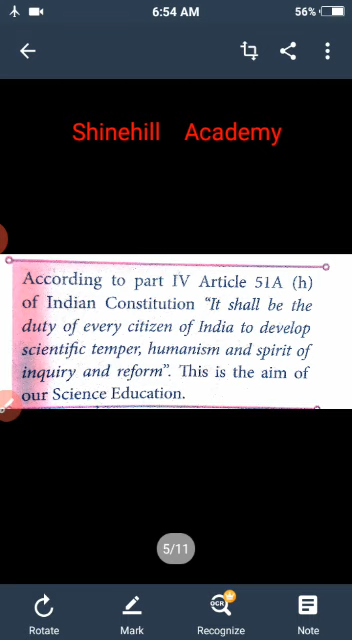 6:54 AM
56%
Shinehill Academy
According to part IV Article 51A (h)
of Indian Constitution "It shall be the
duty of every citizen of India to develop
scientific temper, humanism and spirit of
inquiry and reform". This is the aim of
our Science Education.
5/11
OCR
Rotate
Mark
Recognize
Note